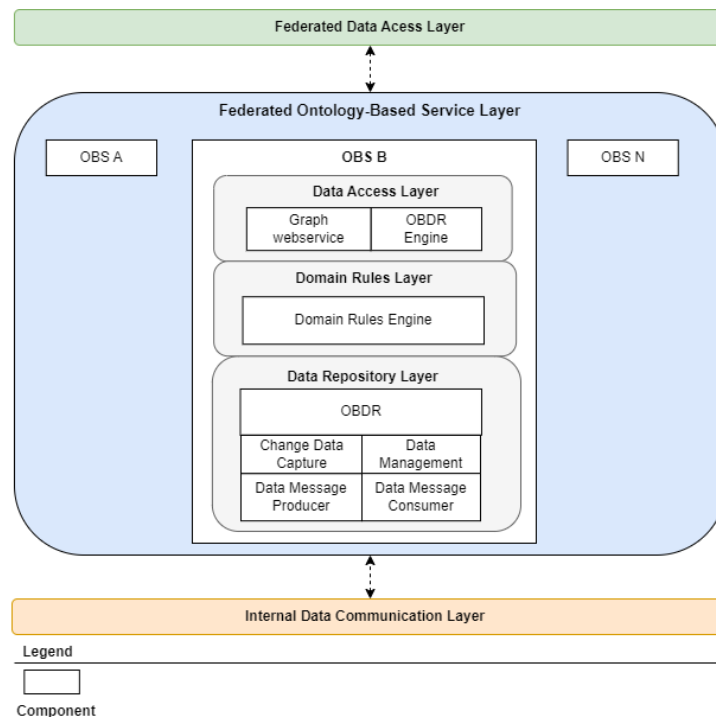 Federated Data Acess Layer
Federated Ontology-Based Service Layer
OBS A
OBS B
OBS N
Data Access Layer
Graph
webservice
OBDR
Engine
Domain Rules Layer
Domain Rules Engine
Data Repository Layer
OBDR
Change Data
Capture
Data
Management
Data Message
Producer
Data Message
Consumer
Internal Data Communication Layer
Legend
Component